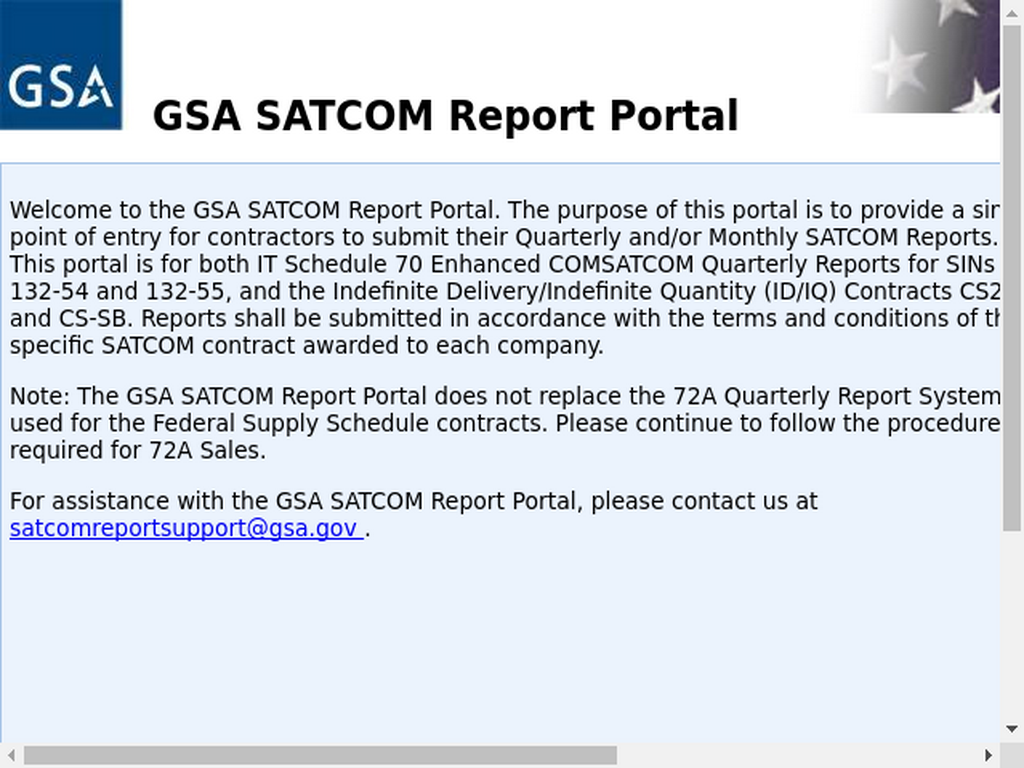 GSA
GSA SATCOM Report Portal
Welcome to the GSA SATCOM Report Portal. The purpose of this portal is to provide a
point of entry for contractors to submit their Quarterly and/or Monthly SATCOM Reports.
This portal is for both IT Schedule 70 Enhanced COMSATCOM Quarterly Reports for SINs
132-54 and 132-55, and the Indefinite Delivery/Indefinite Quantity (ID/IQ) Contracts CS2
and CS-SB. Reports shall be submitted in accordance with the terms and conditions of
specific SATCOM contract awarded to each company.
Note: The GSA SATCOM Report Portal does not replace the 72A Quarterly Report System
used for the Federal Supply Schedule contracts. Please continue to follow the procedure
required for 72A Sales.
For assistance with the GSA SATCOM Report Portal, please contact us at
satcomreportsupport@gsa.gov .